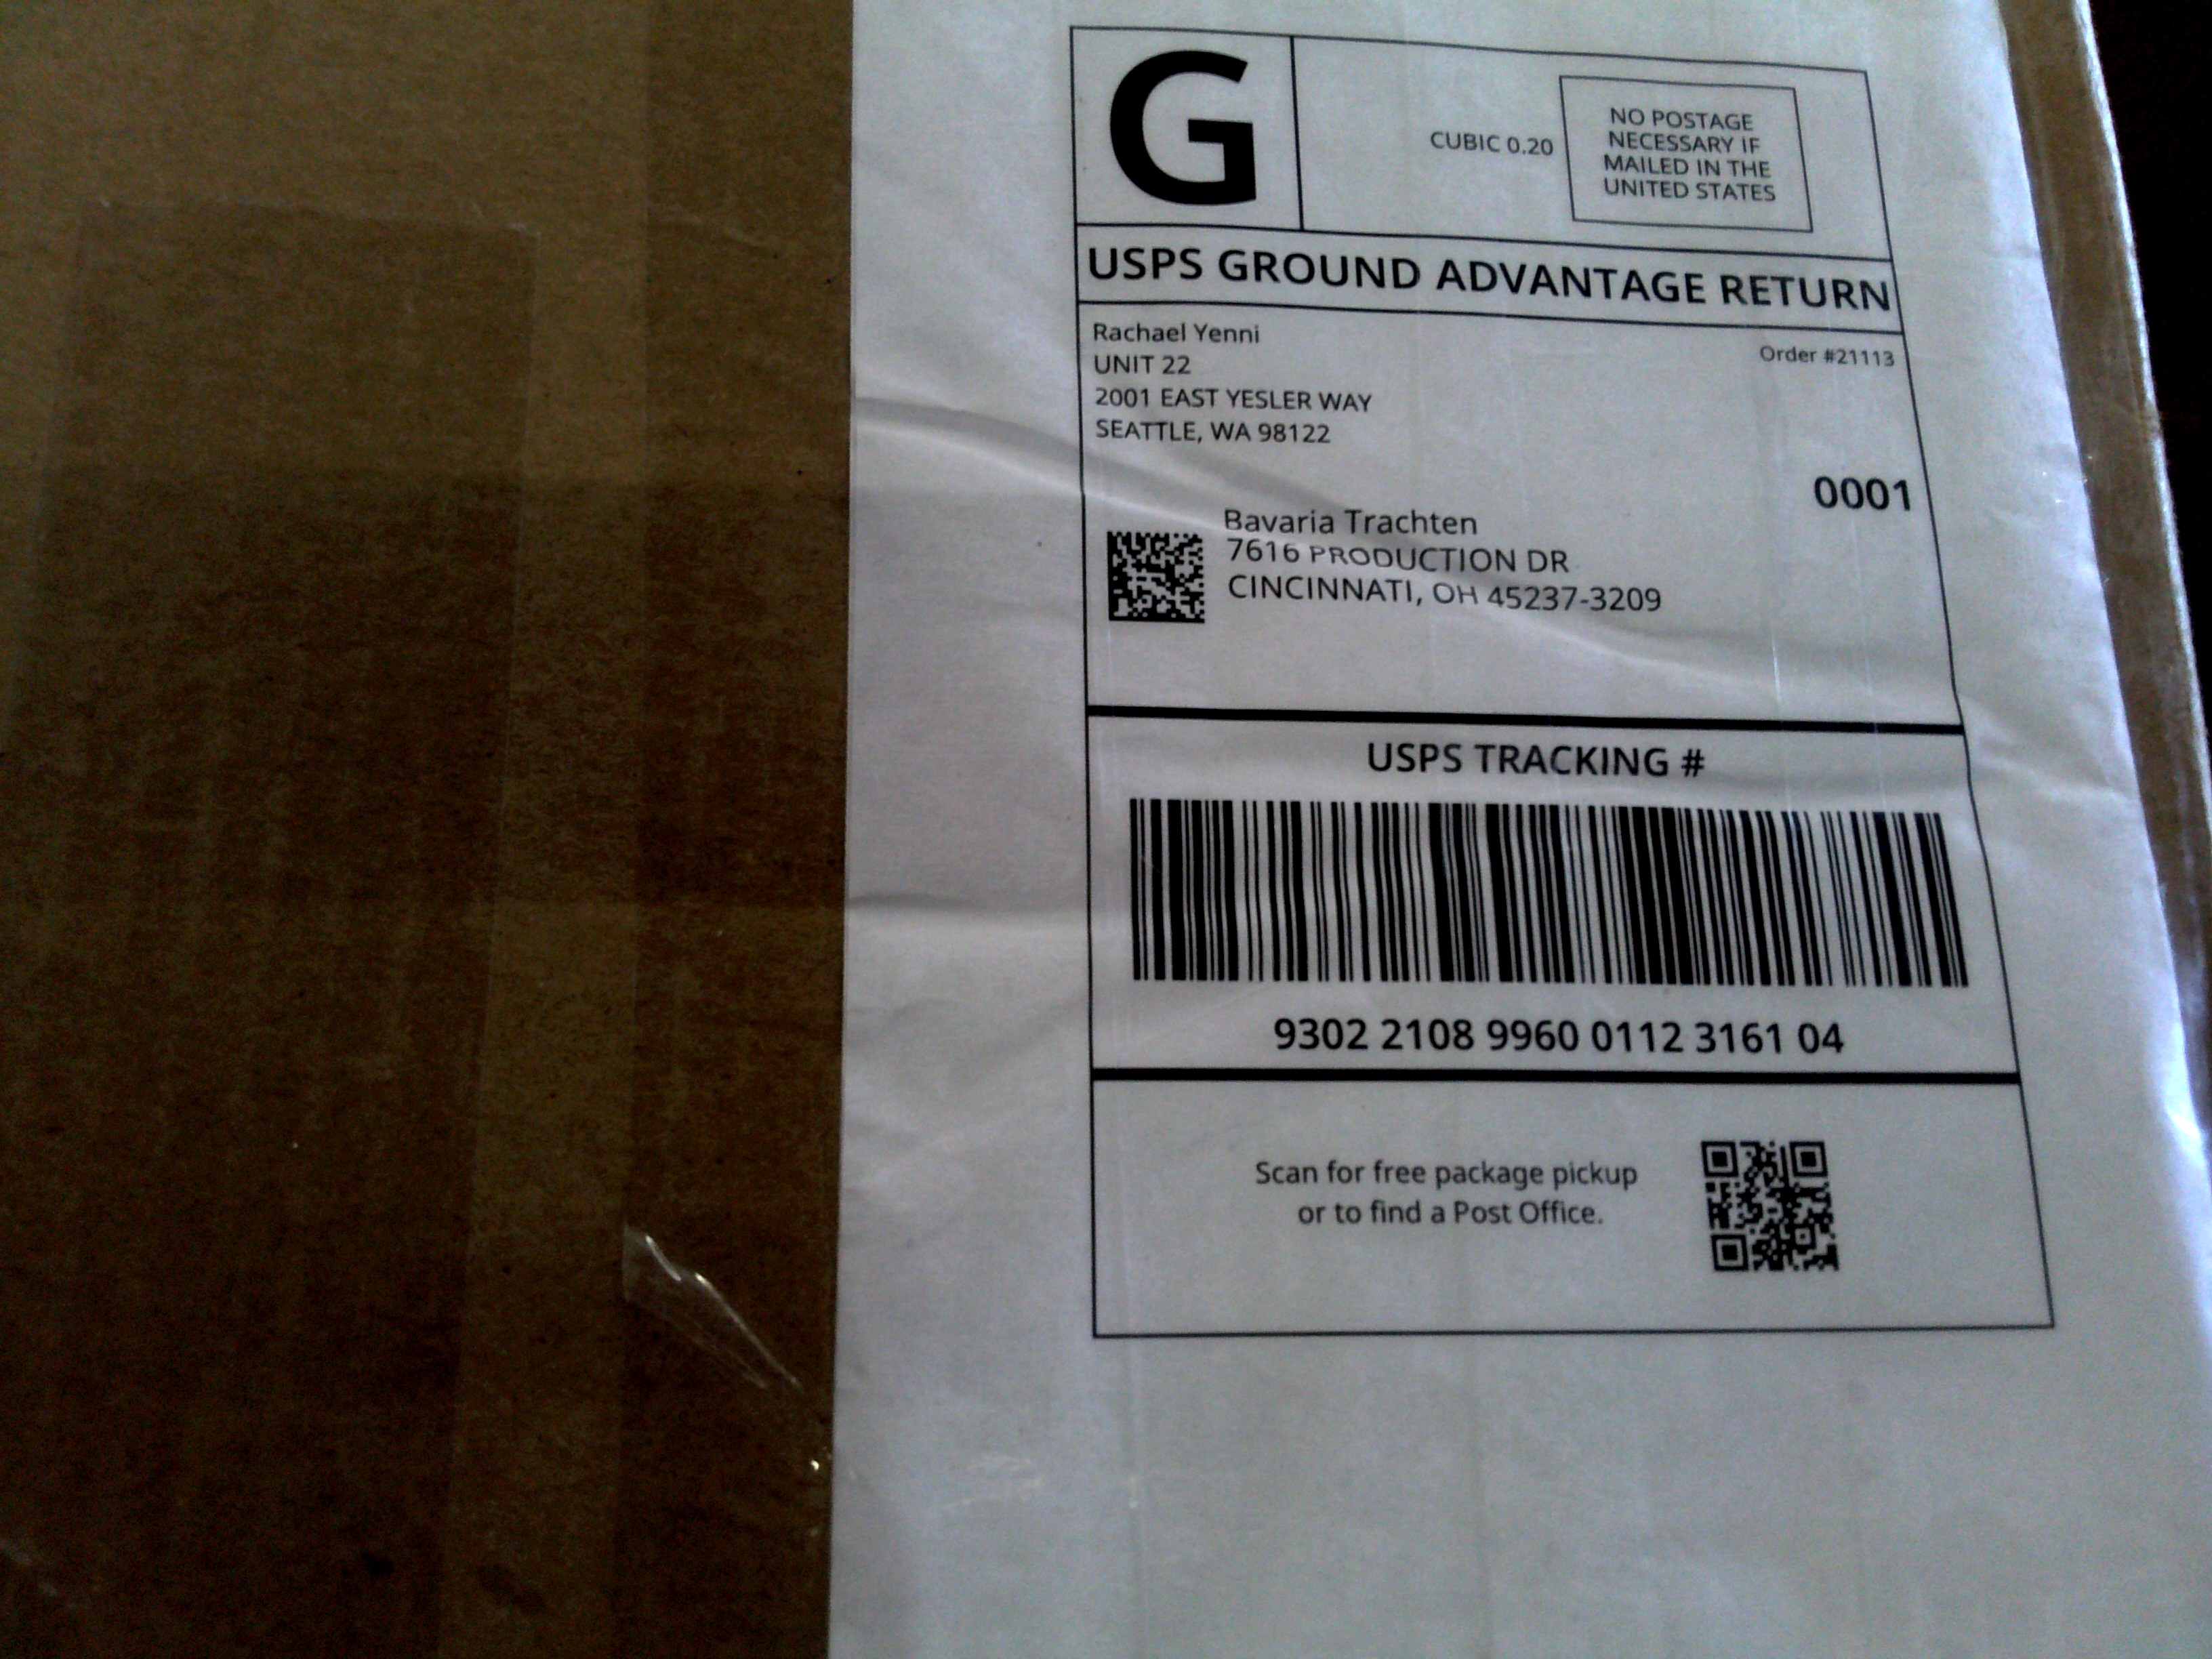 G
CUBIC 0.20
NO POSTAGE
NECESSARY IF
MAILED IN THE
UNITED STATES
USPS GROUND ADVANTAGE RETURN
Rachael Yenni
UNIT 22
2001 EAST YESLER WAY
SEATTLE, WA 98122
Order #21113
0001
Bavaria Trachten
7616 PRODUCTION DR
CINCINNATI, OH 45237-3209
USPS TRACKING #
9302 2108 9960 0112 3161 04
Scan for free package pickup
or to find a Post Office.